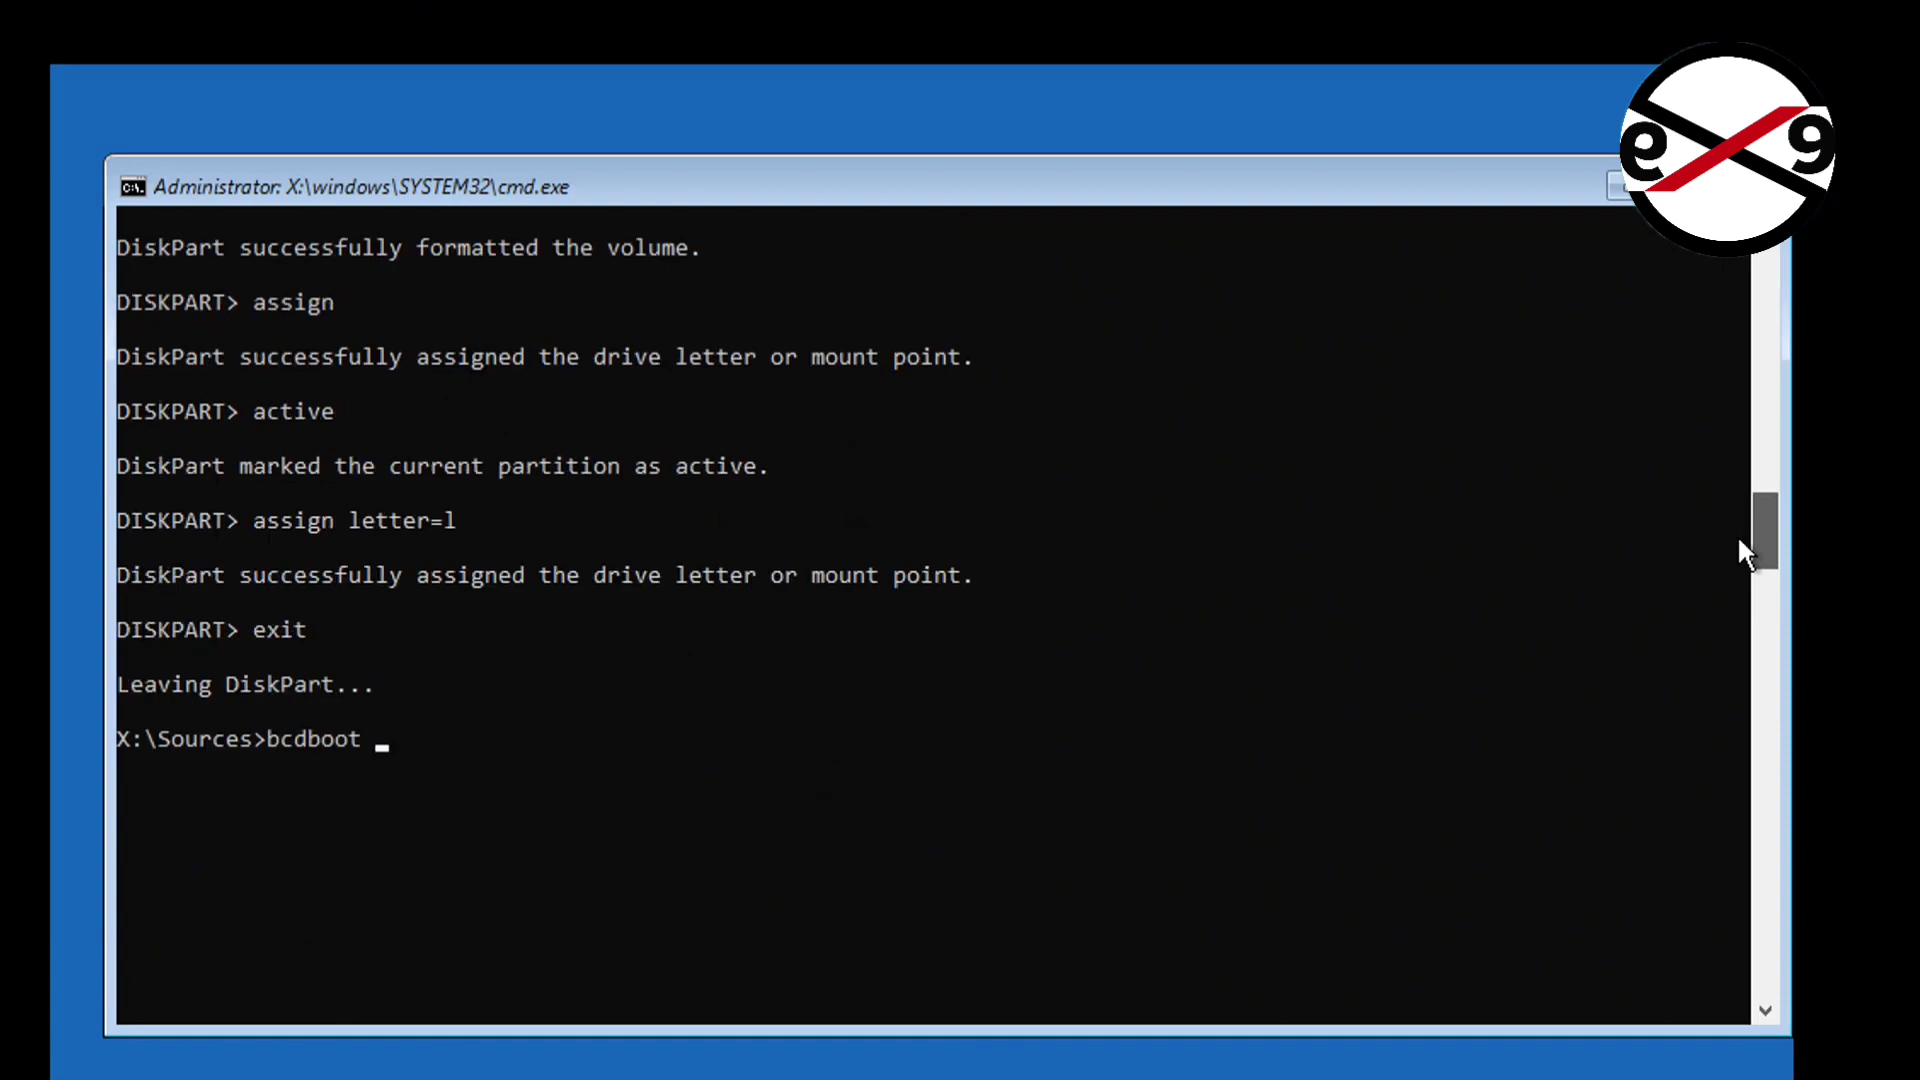 Administrator: X:\windows\SYSTEM32\cmd.exe
DiskPart successfully formatted the volume.
DISKPART> assign
DiskPart successfully assigned the drive letter or mount point.
DISKPART> active
DiskPart marked the current partition as active.
DISKPART> assign letter=l
DiskPart successfully assigned the drive letter or mount point.
DISKPART> exit
Leaving DiskPart...
X:\Sources>bcdboot _